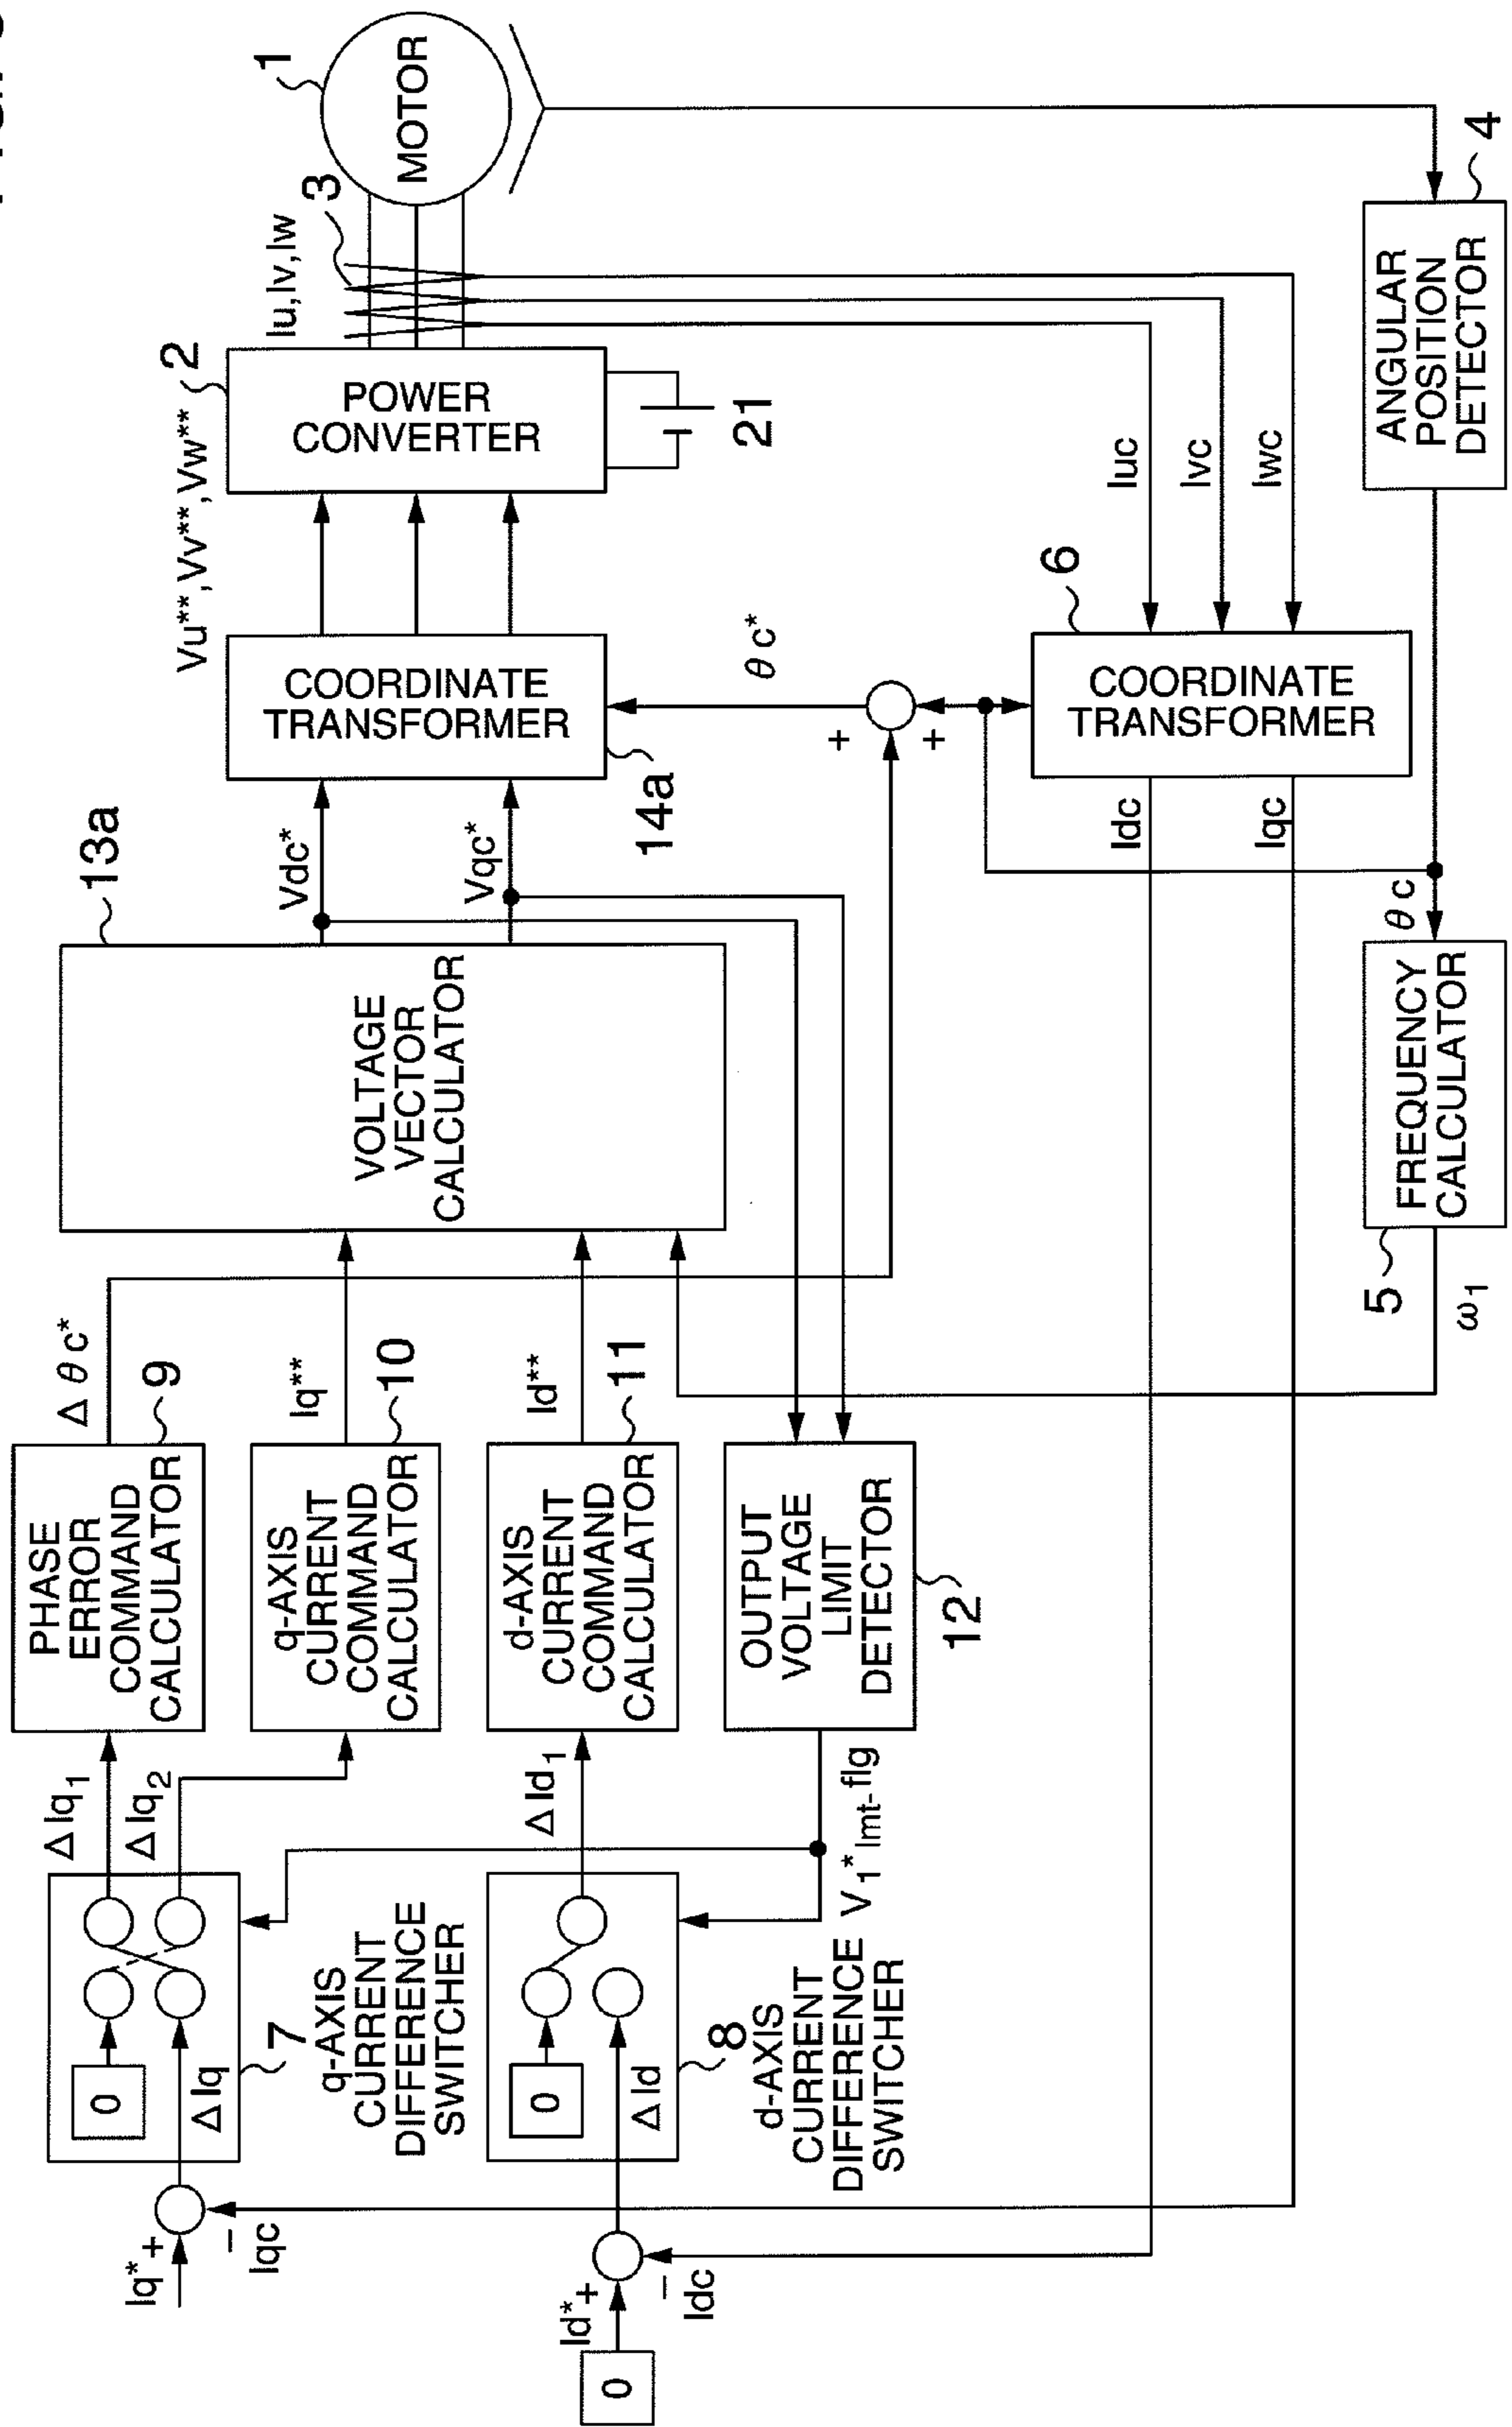 1
MOTOR
3
Iu,Iv,Iw
2
POWER
CONVERTER
21
Vu**,Vv**,Vw**
COORDINATE
TRANSFORMER
14a
θc*
+
+
Vdc*
Vqc*
13a
VOLTAGE
VECTOR
CALCULATOR
Δθc*
9
PHASE
ERROR
COMMAND
CALCULATOR
Iq**
10
q-AXIS
CURRENT
COMMAND
CALCULATOR
Id**
11
d-AXIS
CURRENT
COMMAND
CALCULATOR
OUTPUT
VOLTAGE
LIMIT
DETECTOR
12
ΔIq1
ΔIq2
ΔId1
V1*lmt-flg
0
ΔIq
7
q-AXIS
CURRENT
DIFFERENCE
SWITCHER
0
ΔId
8
d-AXIS
CURRENT
DIFFERENCE
SWITCHER
Iq*
+
−
Iqc
Id*
+
−
Idc
0
Iuc
Ivc
Iwc
6
COORDINATE
TRANSFORMER
Idc
Iqc
4
ANGULAR
POSITION
DETECTOR
θc
FREQUENCY
CALCULATOR
5
ω1